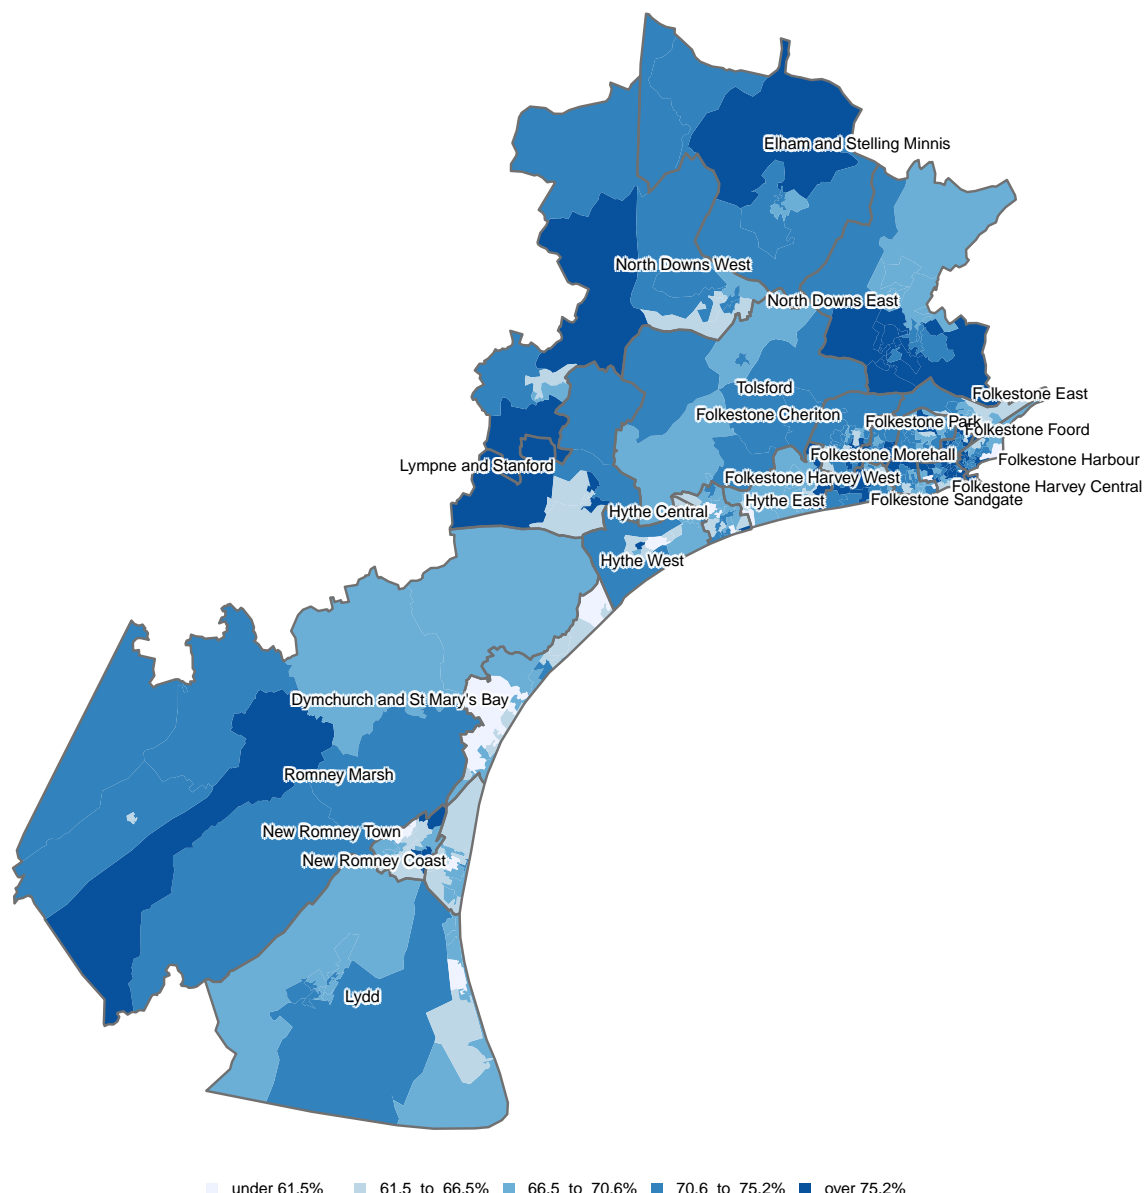 Elham and Stelling Minnis
North Downs West
North Downs East
Tolsford
Folkestone East
Folkestone Cheriton
Folkestone Park
Folkestone Foord
Folkestone Morehall
Folkestone Harbour
Lympne and Stanford
Folkestone Harvey West
Folkestone Harvey Central
Hythe East
Folkestone Sandgate
Hythe Central
Hythe West
Dymchurch and St Mary's Bay
Romney Marsh
New Romney Town
New Romney Coast
Lydd
under 61.5% 61.5 to 66.5% 66.5 to 70.6% 70.6 to 75.2% over 75.2%